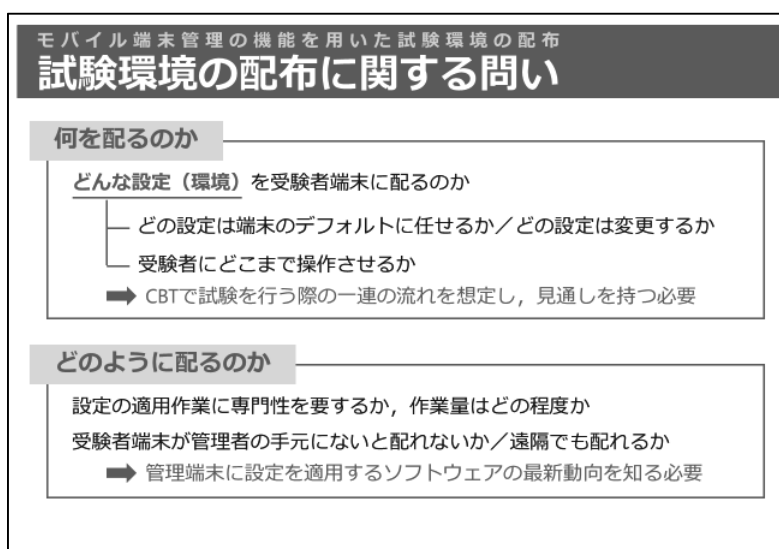 モバイル端末管理の機能を用いた試験環境の配布
試験環境の配布に関する問い
何を配るのか
どんな設定（環境）を受験者端末に配るのか
どの設定は端末のデフォルトに任せるか／どの設定は変更するか
受験者にどこまで操作させるか
➡ CBTで試験を行う際の一連の流れを想定し，見通しを持つ必要
どのように配るのか
設定の適用作業に専門性を要するか，作業量はどの程度か
受験者端末が管理者の手元にないと配れないか／遠隔でも配れるか
➡ 管理端末に設定を適用するソフトウェアの最新動向を知る必要